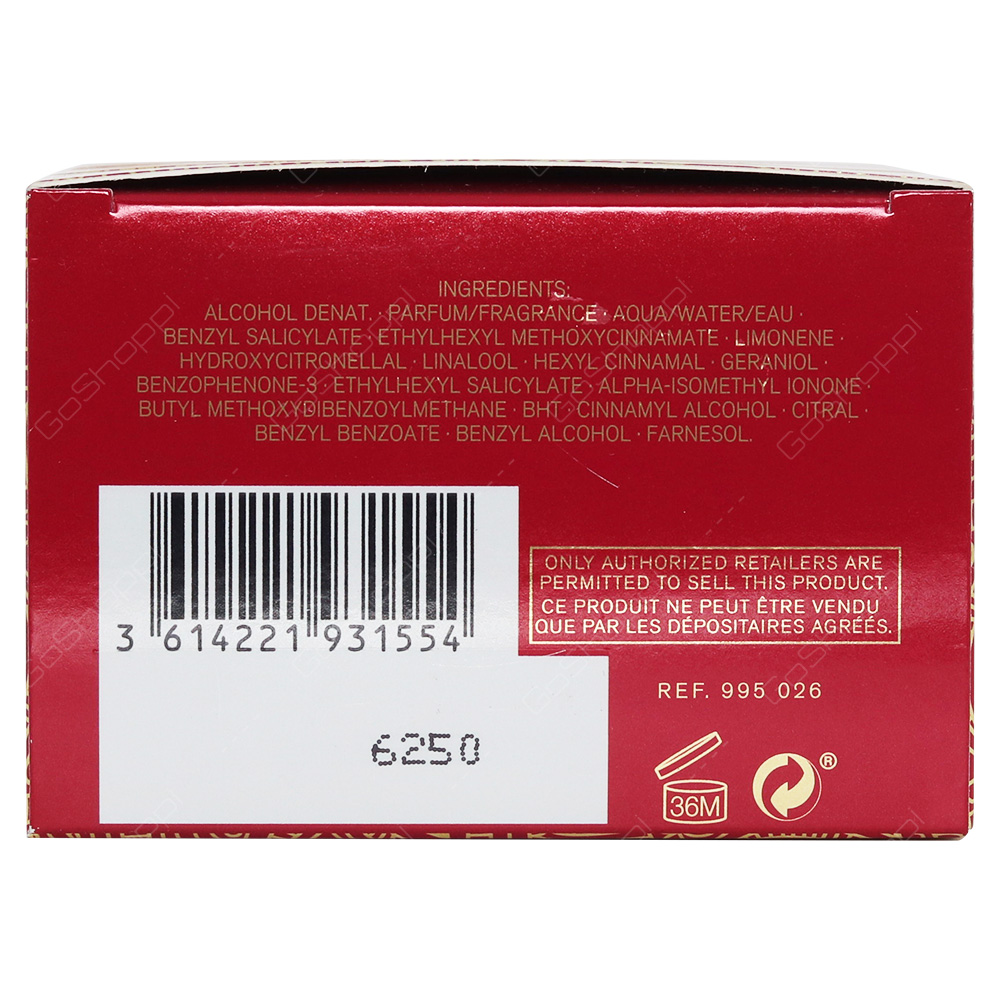 INGREDIENTS:
ALCOHOL DENAT. · PARFUM/FRAGRANCE · AQUA/WATER/EAU ·
BENZYL SALICYLATE · ETHYLHEXYL METHOXYCINNAMATE · LIMONENE ·
HYDROXYCITRONELLAL · LINALOOL · HEXYL CINNAMAL · GERANIOL ·
BENZOPHENONE-3 · ETHYLHEXYL SALICYLATE · ALPHA-ISOMETHYL IONONE ·
BUTYL METHOXYDIBENZOYLMETHANE · BHT · CINNAMYL ALCOHOL · CITRAL ·
BENZYL BENZOATE · BENZYL ALCOHOL · FARNESOL.
3 614221 931554
6250
ONLY AUTHORIZED RETAILERS ARE
PERMITTED TO SELL THIS PRODUCT.
CE PRODUIT NE PEUT ÊTRE VENDU
QUE PAR LES DÉPOSITAIRES AGRÉÉS.
REF. 995 026
36M
®